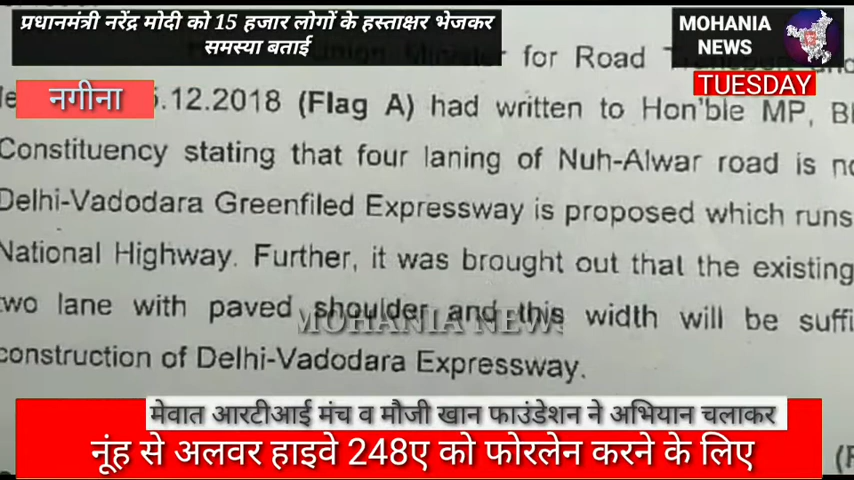 प्रधानमंत्री नरेंद्र मोदी को 15 हजार लोगों के हस्ताक्षर भेजकर
समस्या बताई
MOHANIA
NEWS
TUESDAY
नगीना
for Road
.12.2018 (Flag A) had written to Hon'ble MP,
Constituency stating that four laning of Nuh-Alwar road is
Delhi-Vadodara Greenfiled Expressway is proposed which runs
National Highway. Further, it was brought out that the existing
two lane with paved shoulder and this width will be
construction of Delhi-Vadodara Expressway.
MOHANIA NEWS
मेवात आरटीआई मंच व मौजी खान फाउंडेशन ने अभियान चलाकर
नूंह से अलवर हाइवे 248ए को फोरलेन करने के लिए